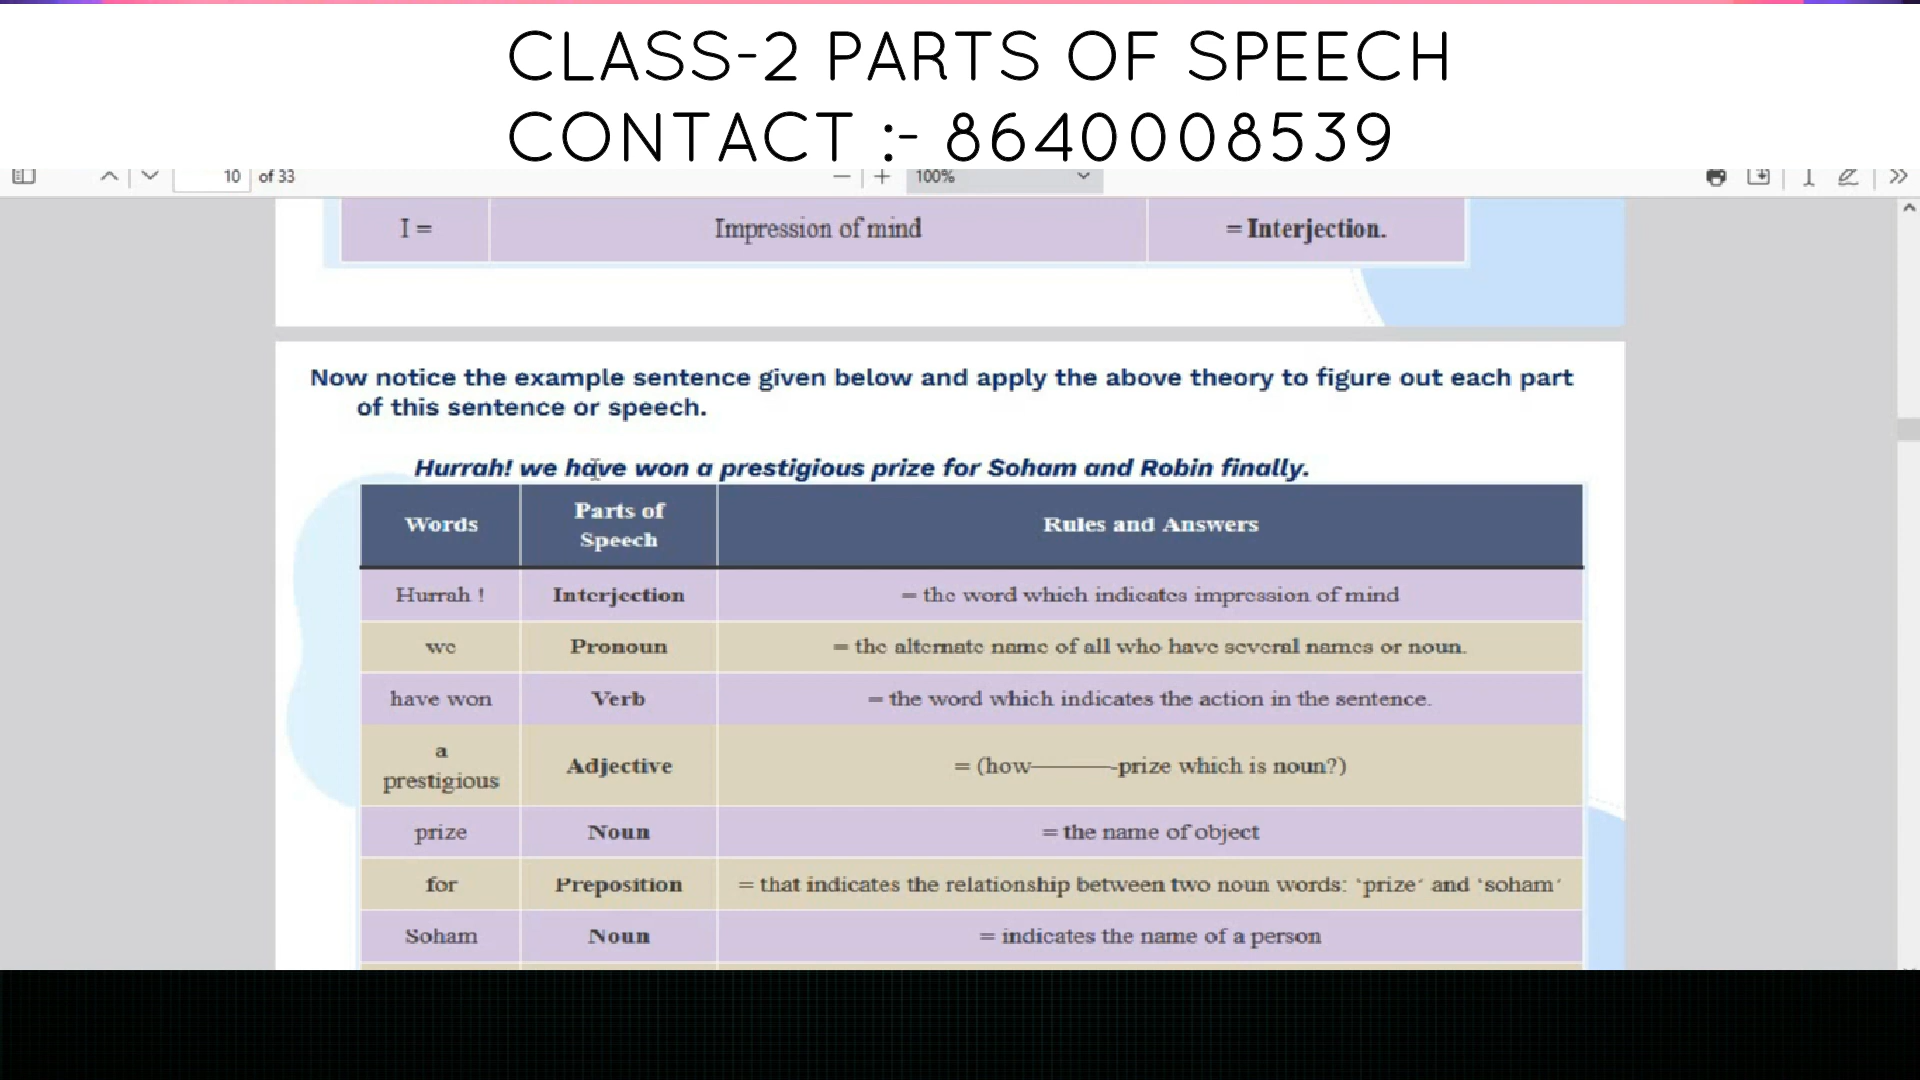 CLASS-2 PARTS OF SPEECH
CONTACT :- 8640008539
10 of 33 100%
I = Impression of mind = Interjection.
Now notice the example sentence given below and apply the above theory to figure out each part
of this sentence or speech.
Hurrah! we have won a prestigious prize for Soham and Robin finally.
Words Parts of Speech Rules and Answers
Hurrah ! Interjection = the word which indicates impression of mind
we Pronoun = the alternate name of all who have several names or noun.
have won Verb = the word which indicates the action in the sentence.
a prestigious Adjective = (how————-prize which is noun?)
prize Noun = the name of object
for Preposition = that indicates the relationship between two noun words: ‘prize’ and ‘soham’
Soham Noun = indicates the name of a person